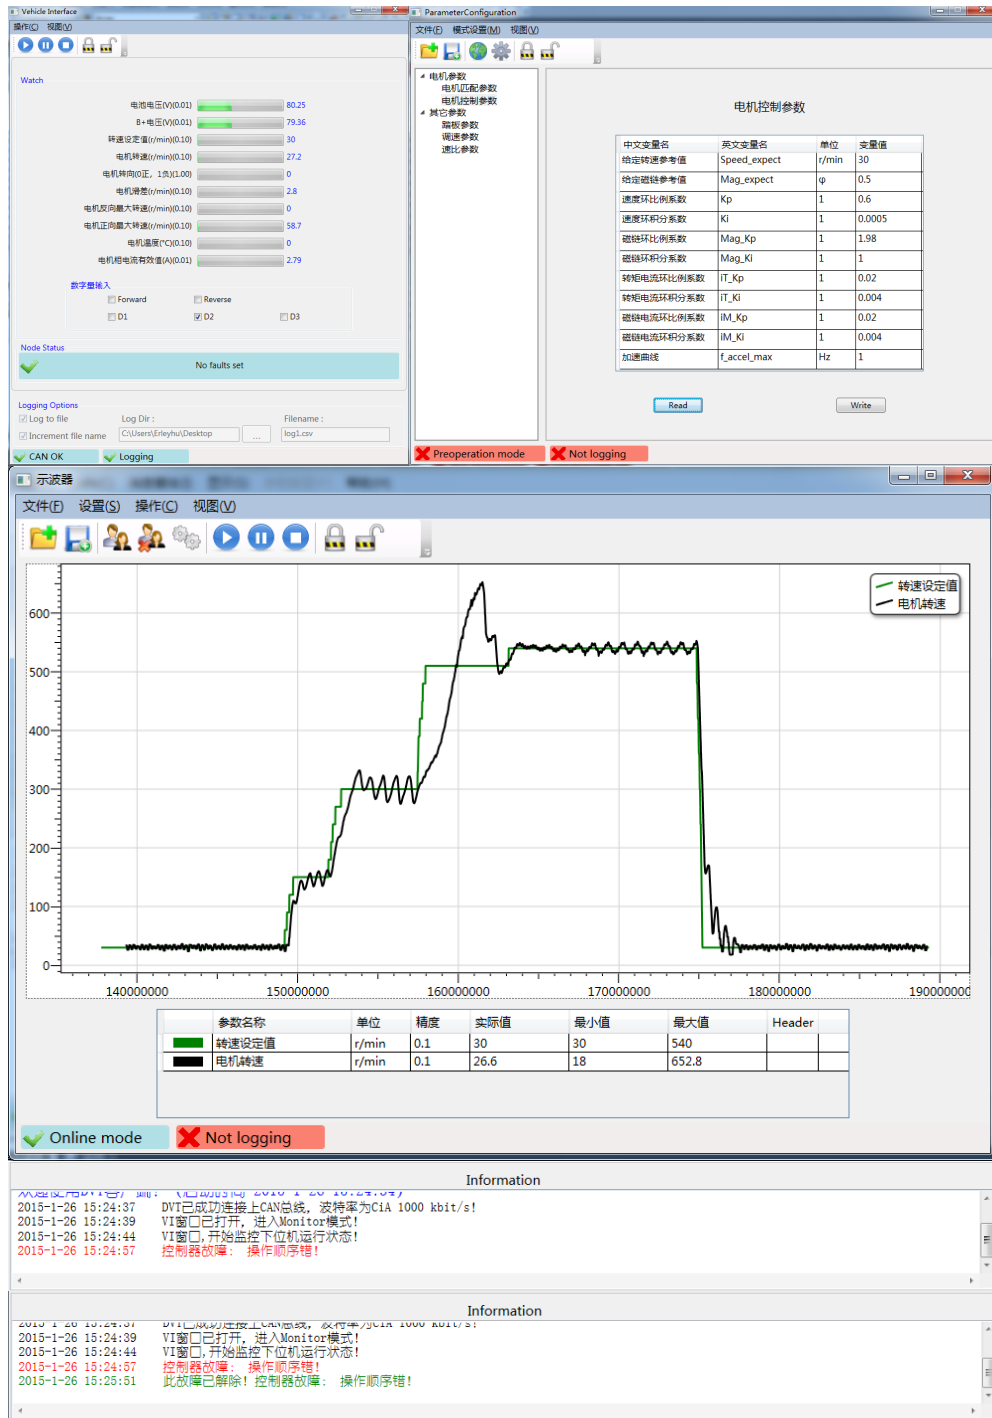 Vehicle Interface
操作(C) 视图(V)
Watch
电池电压(V)(0.01) 80.25
B+电压(V)(0.01) 79.36
转速设定值(r/min)(0.10) 30
电机转速(r/min)(0.10) 27.2
电机转向(0正，1负)(1.00) 0
电机滑差(r/min)(0.10) 2.8
电机反向最大转速(r/min)(0.10) 0
电机正向最大转速(r/min)(0.10) 58.7
电机温度(°C)(0.10) 0
电机相电流有效值(A)(0.01) 2.79
数字量输入
Forward Reverse
D1 D2 D3
Node Status
No faults set
Logging Options
Log to file Log Dir : Filename :
Increment file name C:\Users\Erleyhu\Desktop ... log1.csv
CAN OK Logging
ParameterConfiguration
文件(F) 模式设置(M) 视图(V)
电机参数
电机匹配参数
电机控制参数
其它参数
踏板参数
调速参数
速比参数
电机控制参数
中文变量名 英文变量名 单位 变量值
给定转速参考值 Speed_expect r/min 30
给定磁链参考值 Mag_expect φ 0.5
速度环比例系数 Kp 1 0.6
速度环积分系数 Ki 1 0.0005
磁链环比例系数 Mag_Kp 1 1.98
磁链环积分系数 Mag_Ki 1 1
转矩电流环比例系数 iT_Kp 1 0.02
转矩电流环积分系数 iT_Ki 1 0.004
磁链电流环比例系数 iM_Kp 1 0.02
磁链电流环积分系数 iM_Ki 1 0.004
加速曲线 f_accel_max Hz 1
Read Write
Preoperation mode Not logging
示波器
文件(F) 设置(S) 操作(C) 视图(V)
转速设定值
电机转速
600
500
400
300
200
100
0
140000000 150000000 160000000 170000000 180000000 190000000
参数名称 单位 精度 实际值 最小值 最大值 Header
转速设定值 r/min 0.1 30 30 540
电机转速 r/min 0.1 26.6 18 652.8
Online mode Not logging
Information
2015-1-26 15:24:37 DVT已成功连接上CAN总线, 波特率为CiA 1000 kbit/s!
2015-1-26 15:24:39 VI窗口已打开, 进入Monitor模式!
2015-1-26 15:24:44 VI窗口,开始监控下位机运行状态!
2015-1-26 15:24:57 控制器故障: 操作顺序错!
Information
2015-1-26 15:24:37 DVT已成功连接上CAN总线, 波特率为CiA 1000 kbit/s!
2015-1-26 15:24:39 VI窗口已打开, 进入Monitor模式!
2015-1-26 15:24:44 VI窗口,开始监控下位机运行状态!
2015-1-26 15:24:57 控制器故障: 操作顺序错!
2015-1-26 15:25:51 此故障已解除! 控制器故障: 操作顺序错!